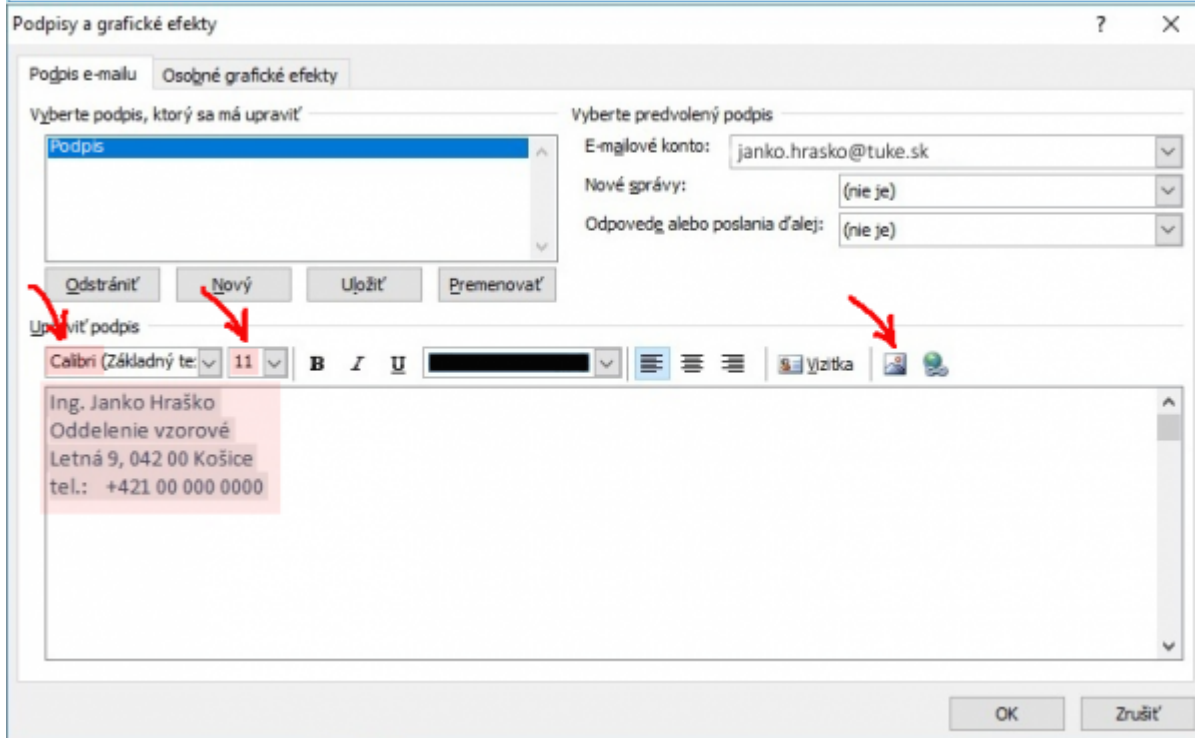 Podpisy a grafické efekty ? ×
Podpis e-mailu Osobné grafické efekty
Vyberte podpis, ktorý sa má upraviť
Podpis
Odstrániť Nový Uložiť Premenovať
Vyberte predvolený podpis
E-mailové konto: janko.hrasko@tuke.sk
Nové správy: (nie je)
Odpovede alebo poslania ďalej: (nie je)
Upraviť podpis
Calibri (Základný te: 11 B I U Vizitka
Ing. Janko Hraško
Oddelenie vzorové
Letná 9, 042 00 Košice
tel.: +421 00 000 0000
OK Zrušiť